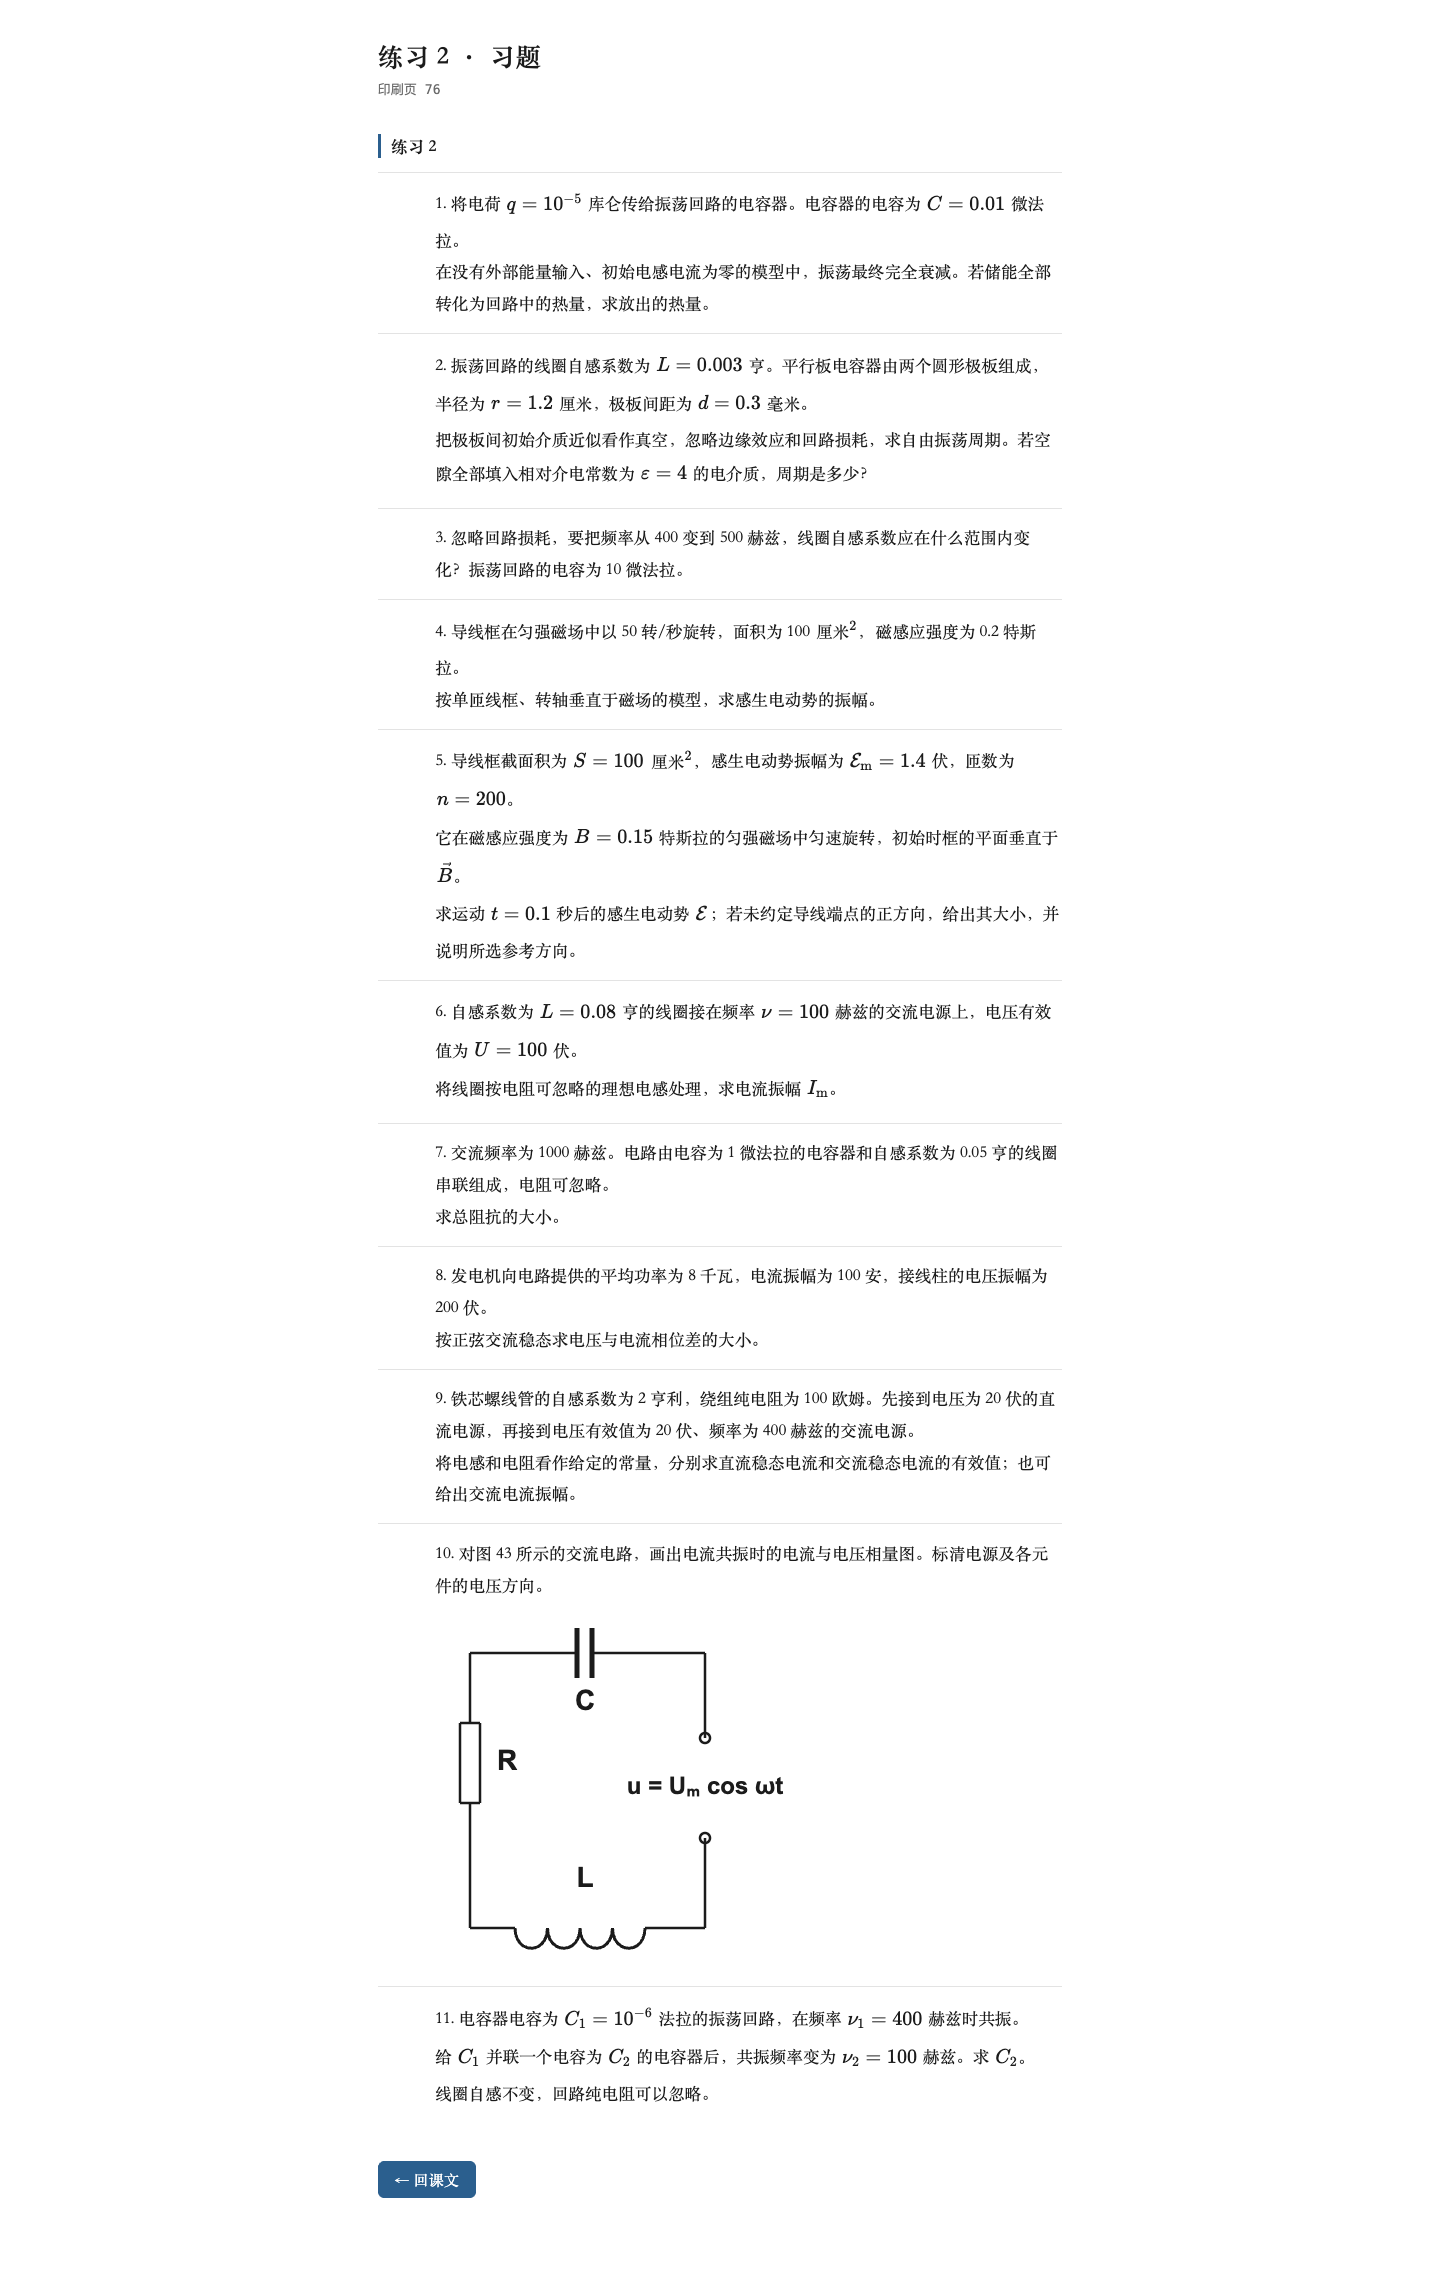 练习 2 · 习题
印刷页 76
练习 2
1. 将电荷 q = 10⁻⁵ 库仑传给振荡回路的电容器。电容器的电容为 C = 0.01 微法
拉。
在没有外部能量输入、初始电感电流为零的模型中，振荡最终完全衰减。若储能全部
转化为回路中的热量，求放出的热量。
2. 振荡回路的线圈自感系数为 L = 0.003 亨。平行板电容器由两个圆形极板组成，
半径为 r = 1.2 厘米，极板间距为 d = 0.3 毫米。
把极板间初始介质近似看作真空，忽略边缘效应和回路损耗，求自由振荡周期。若空
隙全部填入相对介电常数为 ε = 4 的电介质，周期是多少？
3. 忽略回路损耗，要把频率从 400 变到 500 赫兹，线圈自感系数应在什么范围内变
化？振荡回路的电容为 10 微法拉。
4. 导线框在匀强磁场中以 50 转/秒旋转，面积为 100 厘米²，磁感应强度为 0.2 特斯
拉。
按单匝线框、转轴垂直于磁场的模型，求感生电动势的振幅。
5. 导线框截面积为 S = 100 厘米²，感生电动势振幅为 ℰₘ = 1.4 伏，匝数为
n = 200。
它在磁感应强度为 B = 0.15 特斯拉的匀强磁场中匀速旋转，初始时框的平面垂直于
B⃗。
求运动 t = 0.1 秒后的感生电动势 ℰ；若未约定导线端点的正方向，给出其大小，并
说明所选参考方向。
6. 自感系数为 L = 0.08 亨的线圈接在频率 ν = 100 赫兹的交流电源上，电压有效
值为 U = 100 伏。
将线圈按电阻可忽略的理想电感处理，求电流振幅 Iₘ。
7. 交流频率为 1000 赫兹。电路由电容为 1 微法拉的电容器和自感系数为 0.05 亨的线圈
串联组成，电阻可忽略。
求总阻抗的大小。
8. 发电机向电路提供的平均功率为 8 千瓦，电流振幅为 100 安，接线柱的电压振幅为
200 伏。
按正弦交流稳态求电压与电流相位差的大小。
9. 铁芯螺线管的自感系数为 2 亨利，绕组纯电阻为 100 欧姆。先接到电压为 20 伏的直
流电源，再接到电压有效值为 20 伏、频率为 400 赫兹的交流电源。
将电感和电阻看作给定的常量，分别求直流稳态电流和交流稳态电流的有效值；也可
给出交流电流振幅。
10. 对图 43 所示的交流电路，画出电流共振时的电流与电压相量图。标清电源及各元
件的电压方向。
C
R
u = Uₘ cos ωt
L
11. 电容器电容为 C₁ = 10⁻⁶ 法拉的振荡回路，在频率 ν₁ = 400 赫兹时共振。
给 C₁ 并联一个电容为 C₂ 的电容器后，共振频率变为 ν₂ = 100 赫兹。求 C₂。
线圈自感不变，回路纯电阻可以忽略。
← 回课文